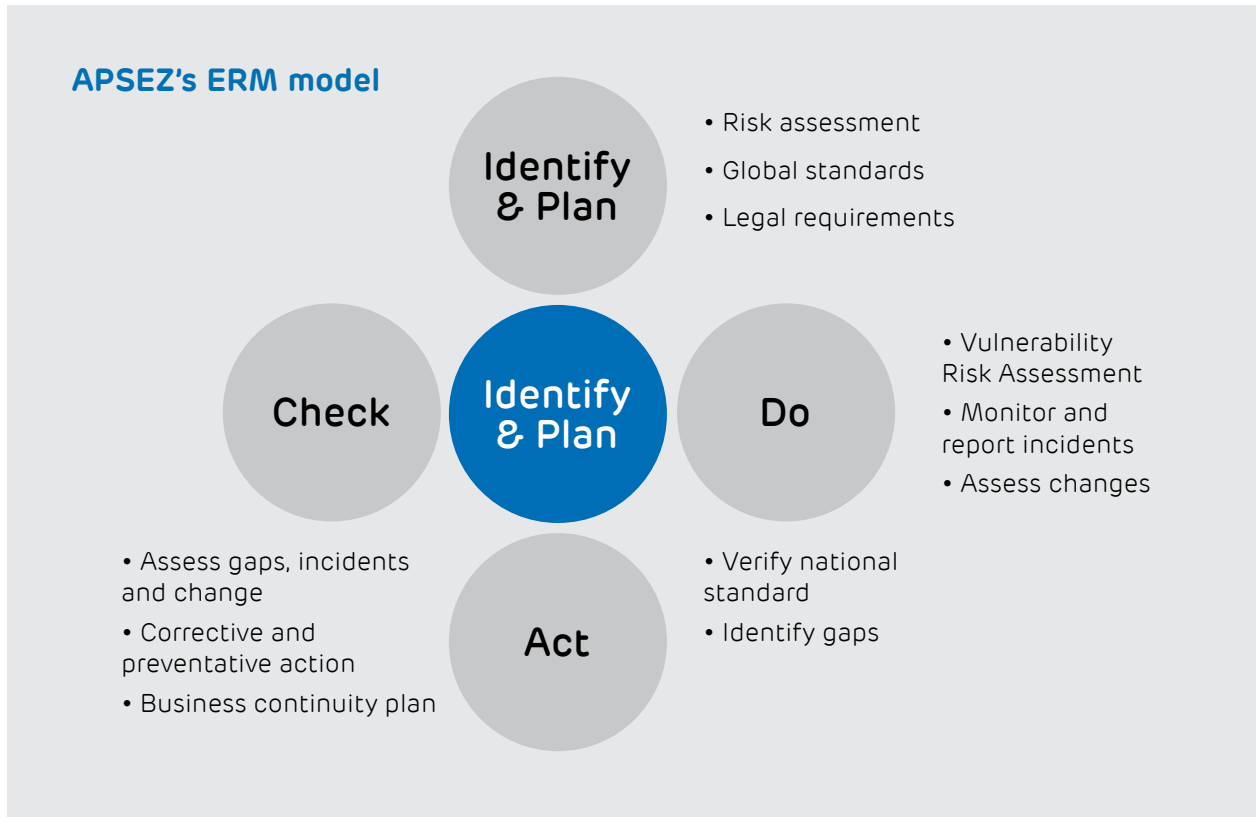 APSEZ's ERM model
Identify
& Plan
• Risk assessment
• Global standards
• Legal requirements
Check
Identify
& Plan
Do
• Vulnerability
Risk Assessment
• Monitor and
report incidents
• Assess changes
• Assess gaps, incidents
and change
• Corrective and
preventative action
• Business continuity plan
Act
• Verify national
standard
• Identify gaps